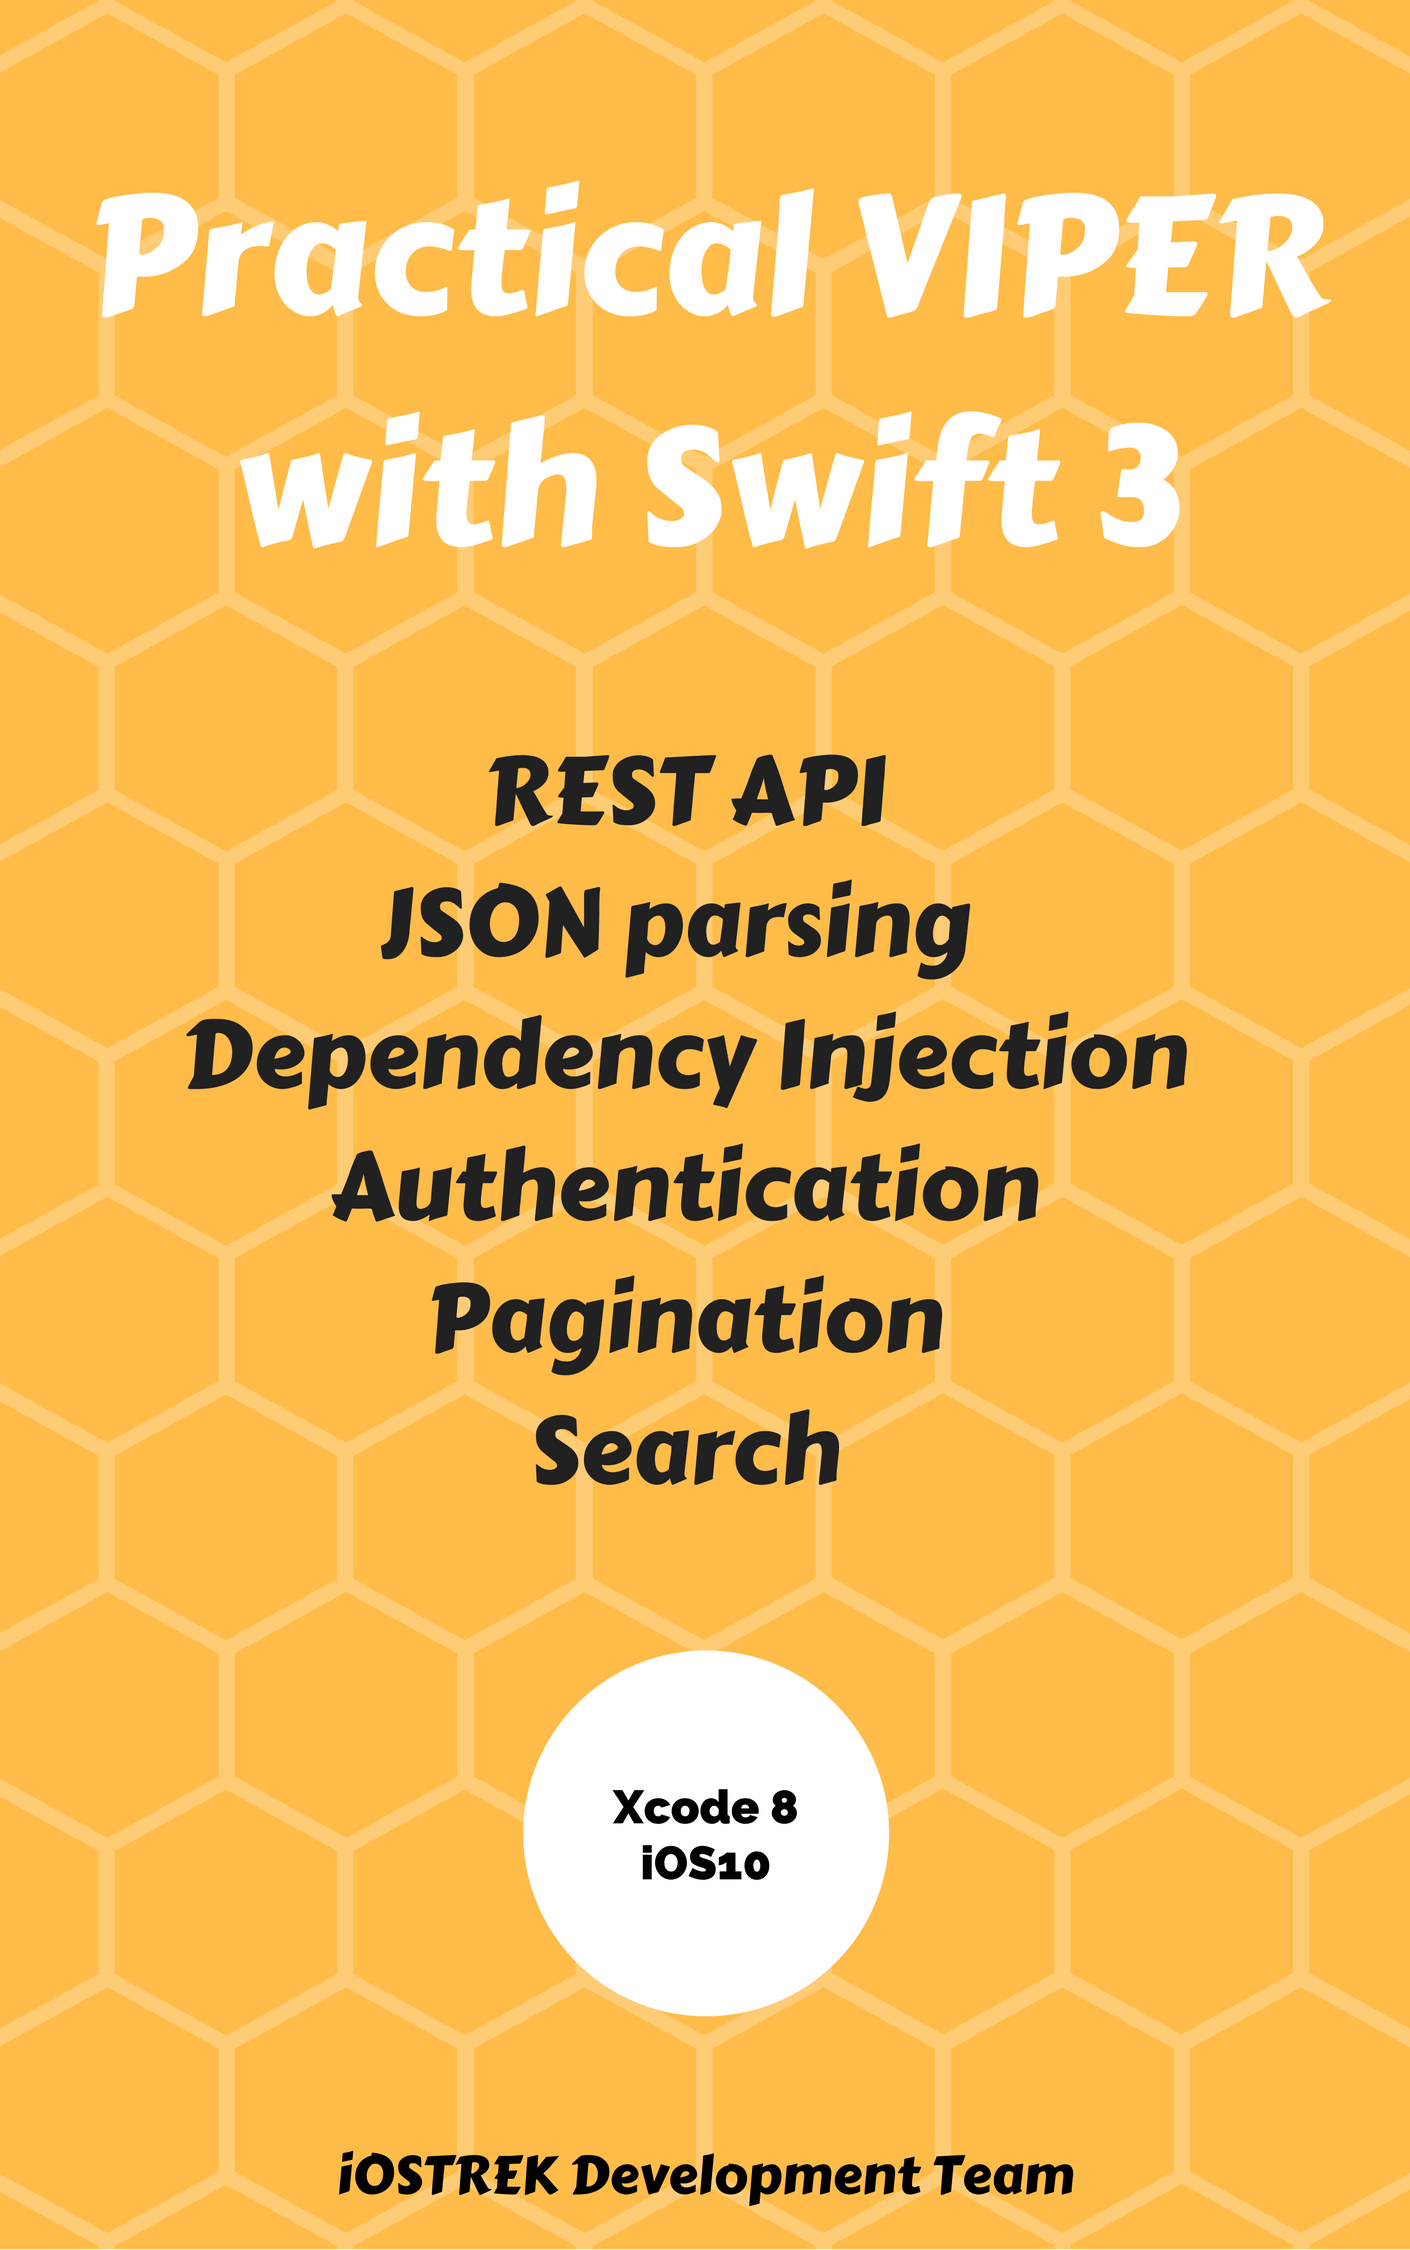 Practical VIPER
with Swift 3
REST API
JSON parsing
Dependency Injection
Authentication
Pagination
Search
Xcode 8
iOS10
iOSTREK Development Team